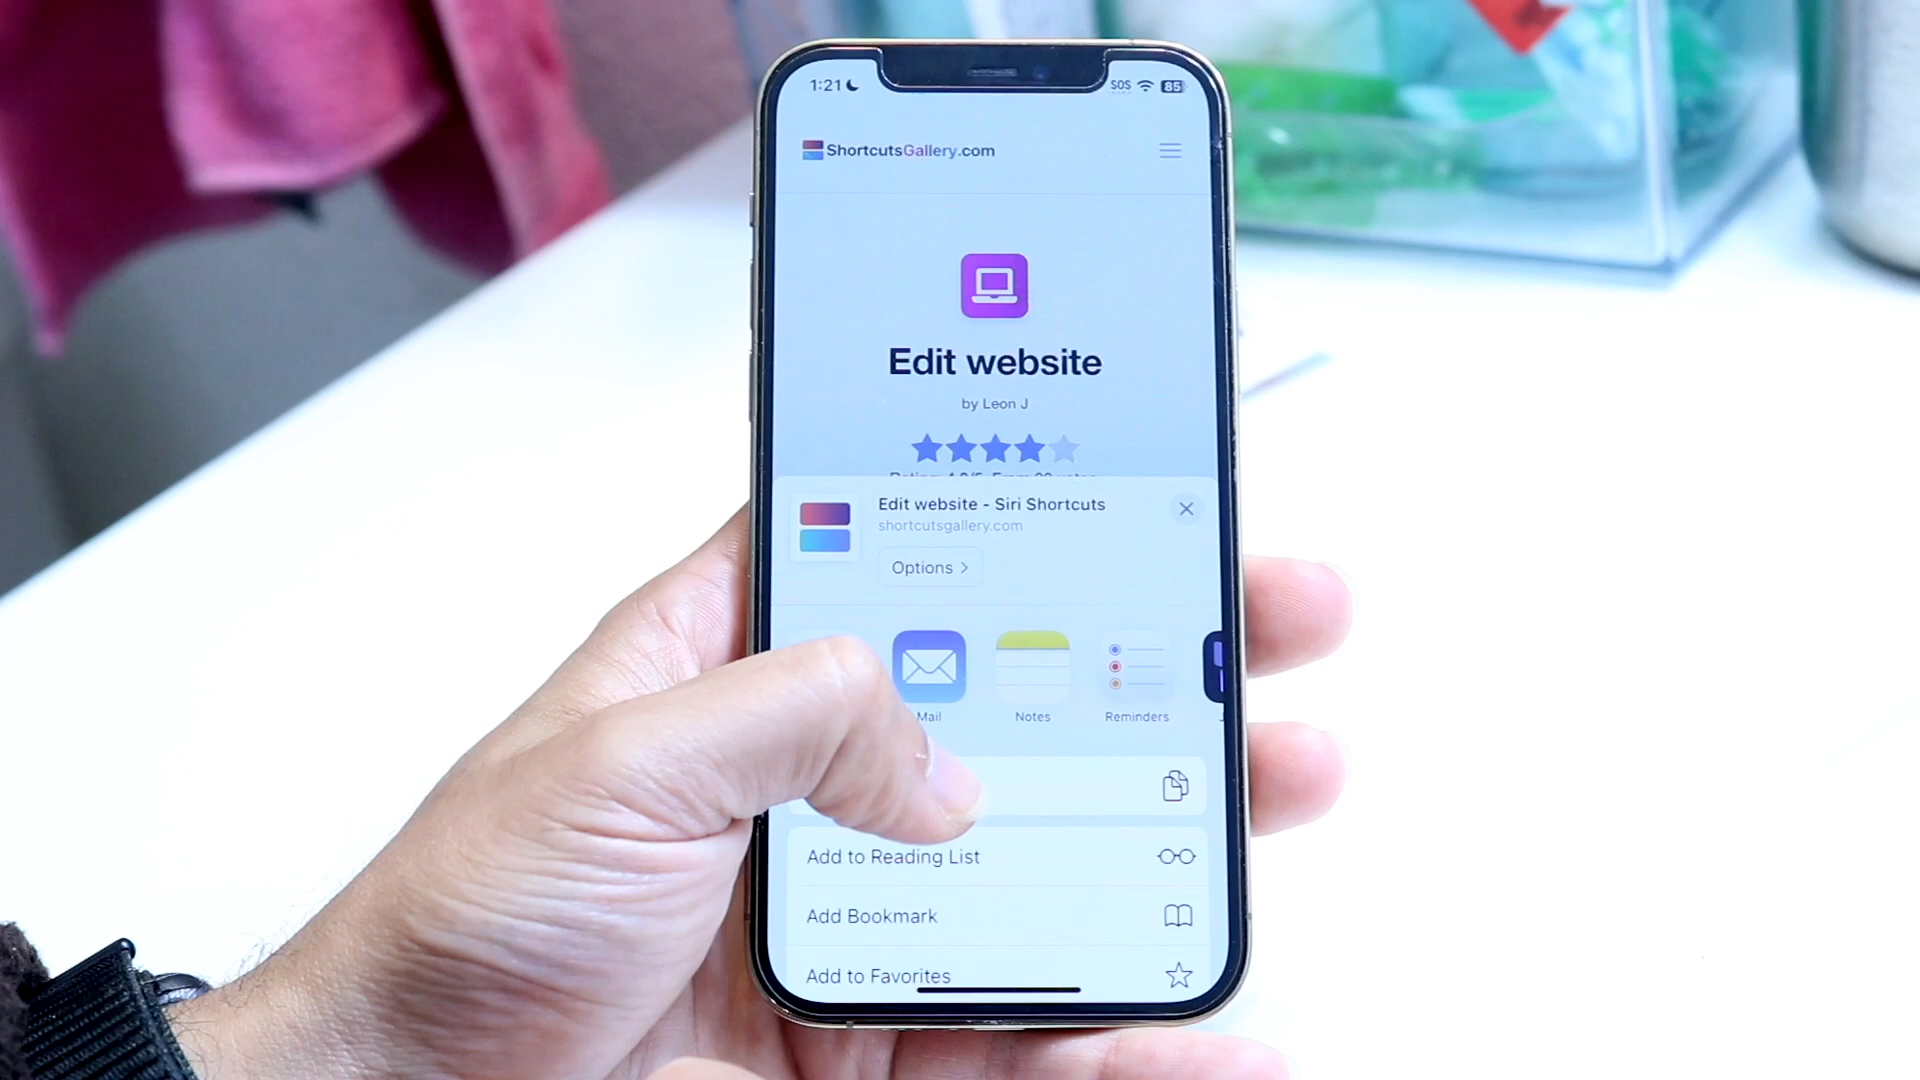 1:21
SOS
85
ShortcutsGallery.com
Edit website
by Leon J
Edit website - Siri Shortcuts
shortcutsgallery.com
Options
Mail
Notes
Reminders
Add to Reading List
Add Bookmark
Add to Favorites